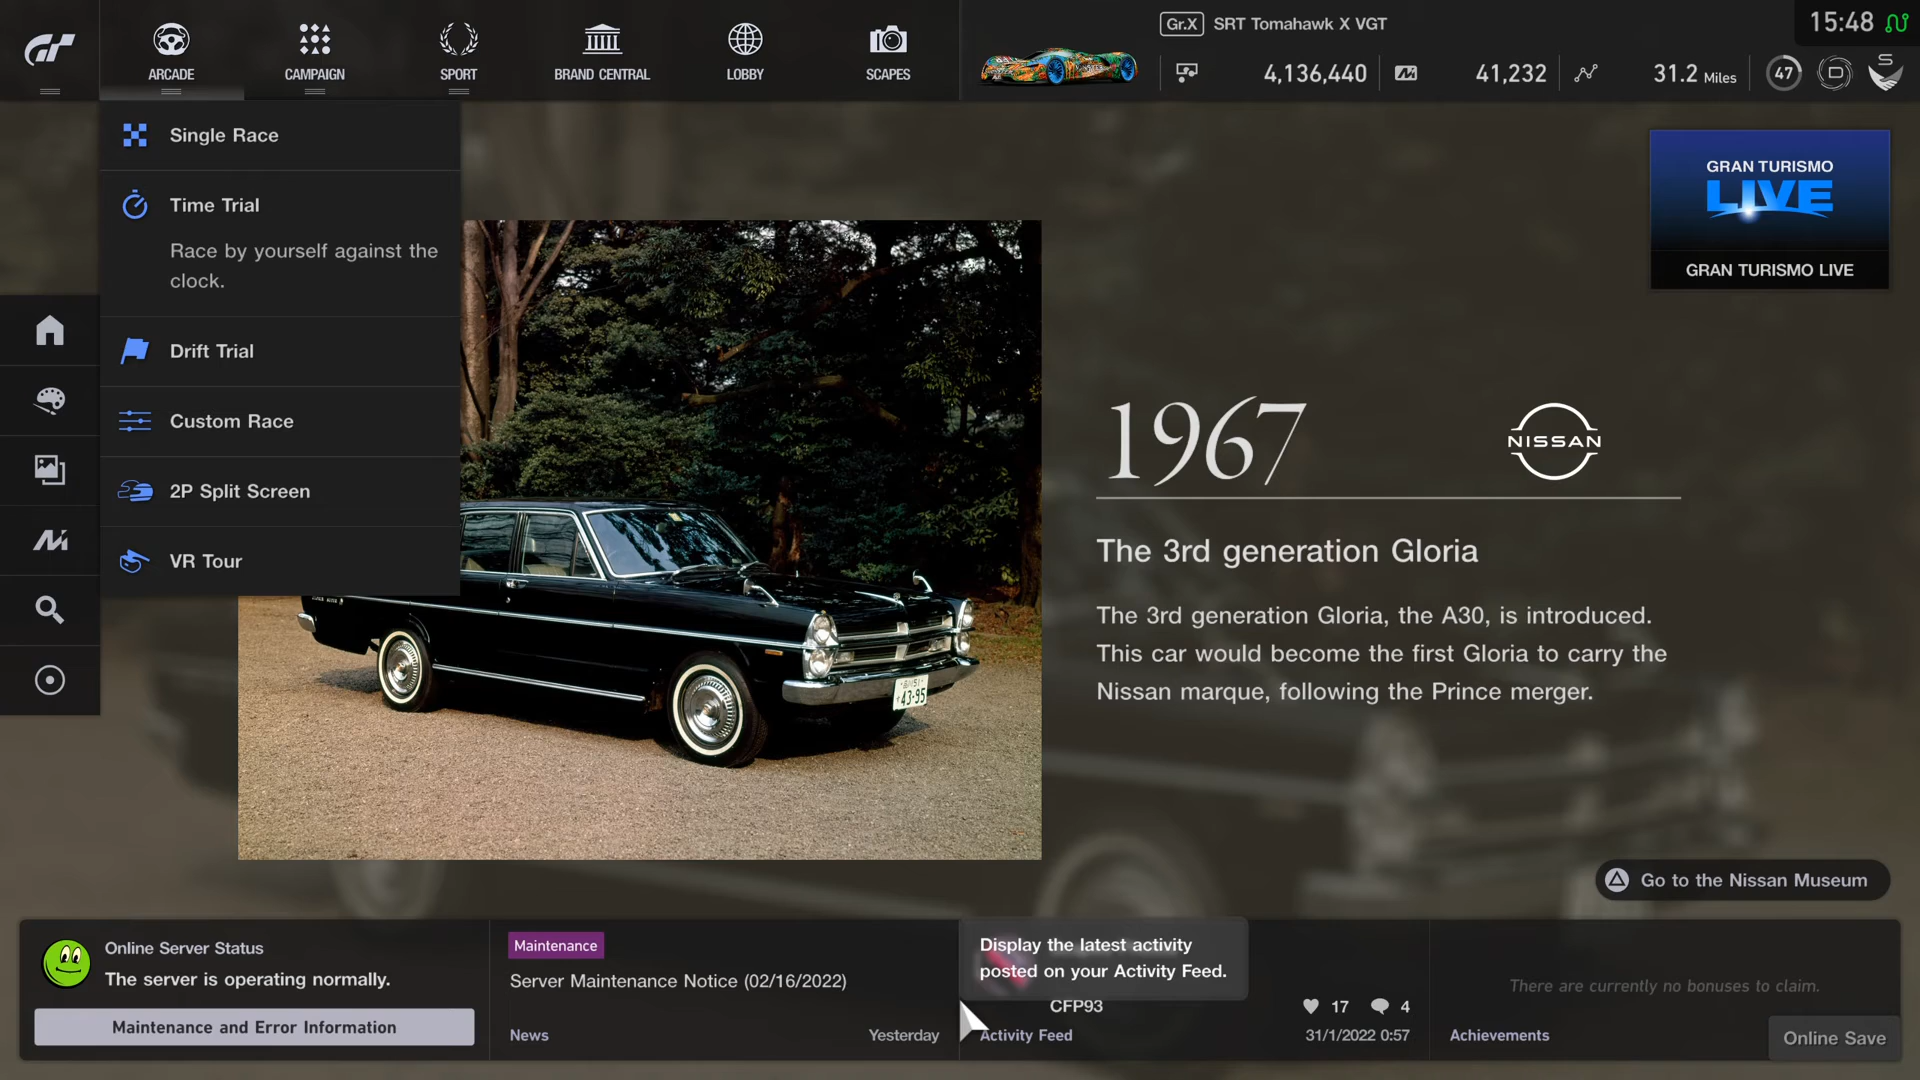 Gr.X SRT Tomahawk X VGT
15:48
ARCADE
CAMPAIGN
SPORT
BRAND CENTRAL
LOBBY
SCAPES
4,136,440
41,232
31.2 Miles
47
D
S
Single Race
Time Trial
Race by yourself against the
clock.
Drift Trial
Custom Race
2P Split Screen
VR Tour
GRAN TURISMO
LIVE
GRAN TURISMO LIVE
1967
NISSAN
The 3rd generation Gloria
The 3rd generation Gloria, the A30, is introduced.
This car would become the first Gloria to carry the
Nissan marque, following the Prince merger.
43-95
Go to the Nissan Museum
Online Server Status
The server is operating normally.
Maintenance and Error Information
Maintenance
Server Maintenance Notice (02/16/2022)
News
Yesterday
Display the latest activity
posted on your Activity Feed.
CFP93
17
4
Activity Feed
31/1/2022 0:57
There are currently no bonuses to claim.
Achievements
Online Save